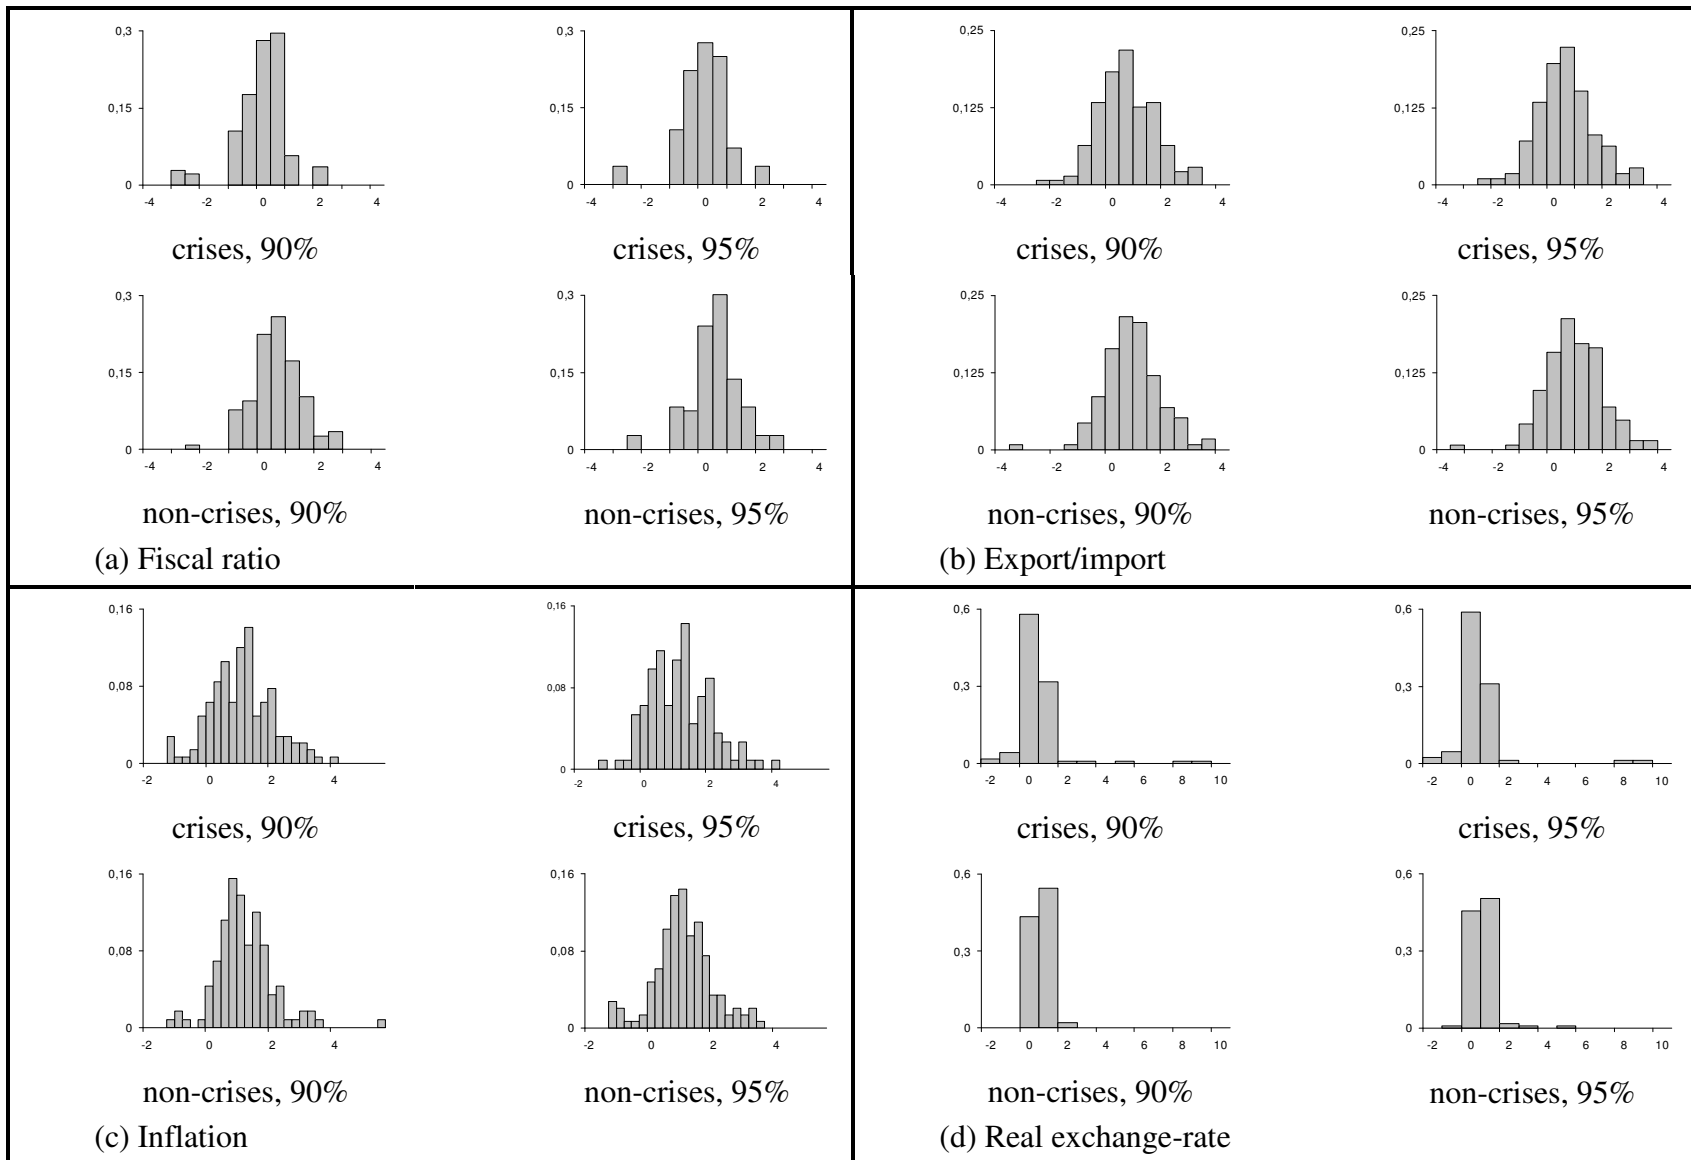 0,3
0,15
0
-4 -2 0 2 4
crises, 90%
0,3
0,15
0
-4 -2 0 2 4
crises, 95%
0,3
0,15
0
-4 -2 0 2 4
non-crises, 90%
0,3
0,15
0
-4 -2 0 2 4
non-crises, 95%
(a) Fiscal ratio
0,25
0,125
0
-4 -2 0 2 4
crises, 90%
0,25
0,125
0
-4 -2 0 2 4
crises, 95%
0,25
0,125
0
-4 -2 0 2 4
non-crises, 90%
0,25
0,125
0
-4 -2 0 2 4
non-crises, 95%
(b) Export/import
0,16
0,08
0
-2 0 2 4
crises, 90%
0,16
0,08
0
-2 0 2 4
crises, 95%
0,16
0,08
0
-2 0 2 4
non-crises, 90%
0,16
0,08
0
-2 0 2 4
non-crises, 95%
(c) Inflation
0,6
0,3
0
-2 0 2 4 6 8 10
crises, 90%
0,6
0,3
0
-2 0 2 4 6 8 10
crises, 95%
0,6
0,3
0
-2 0 2 4 6 8 10
non-crises, 90%
0,6
0,3
0
-2 0 2 4 6 8 10
non-crises, 95%
(d) Real exchange-rate